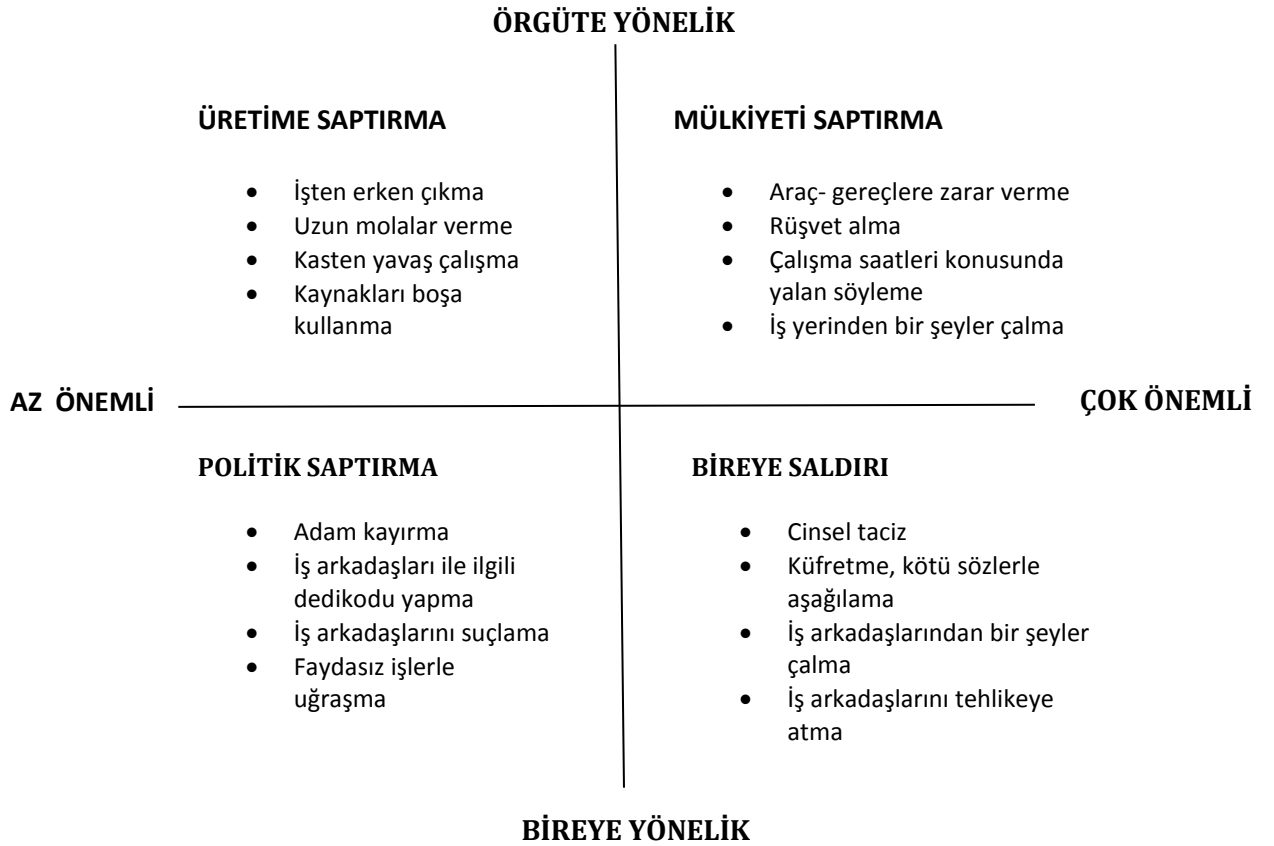 ÖRGÜTE YÖNELİK
ÜRETİME SAPTIRMA
• İşten erken çıkma
• Uzun molalar verme
• Kasten yavaş çalışma
• Kaynakları boşa
kullanma
MÜLKİYETİ SAPTIRMA
• Araç- gereçlere zarar verme
• Rüşvet alma
• Çalışma saatleri konusunda
yalan söyleme
• İş yerinden bir şeyler çalma
AZ ÖNEMLİ
ÇOK ÖNEMLİ
POLİTİK SAPTIRMA
• Adam kayırma
• İş arkadaşları ile ilgili
dedikodu yapma
• İş arkadaşlarını suçlama
• Faydasız işlerle
uğraşma
BİREYE SALDIRI
• Cinsel taciz
• Küfretme, kötü sözlerle
aşağılama
• İş arkadaşlarından bir şeyler
çalma
• İş arkadaşlarını tehlikeye
atma
BİREYE YÖNELİK